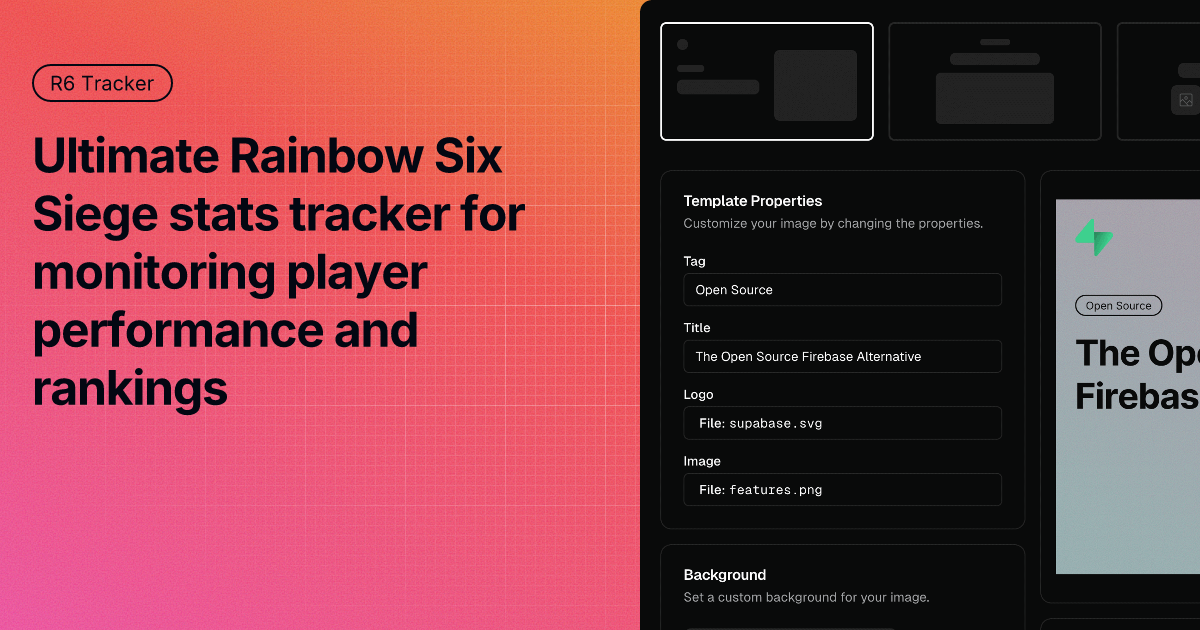 R6 Tracker
Ultimate Rainbow Six
Siege stats tracker for
monitoring player
performance and
rankings
Template Properties
Customize your image by changing the properties.
Tag
Open Source
Title
The Open Source Firebase Alternative
Logo
File: supabase.svg
Image
File: features.png
Background
Set a custom background for your image.
Open Source
The Ope
Firebas